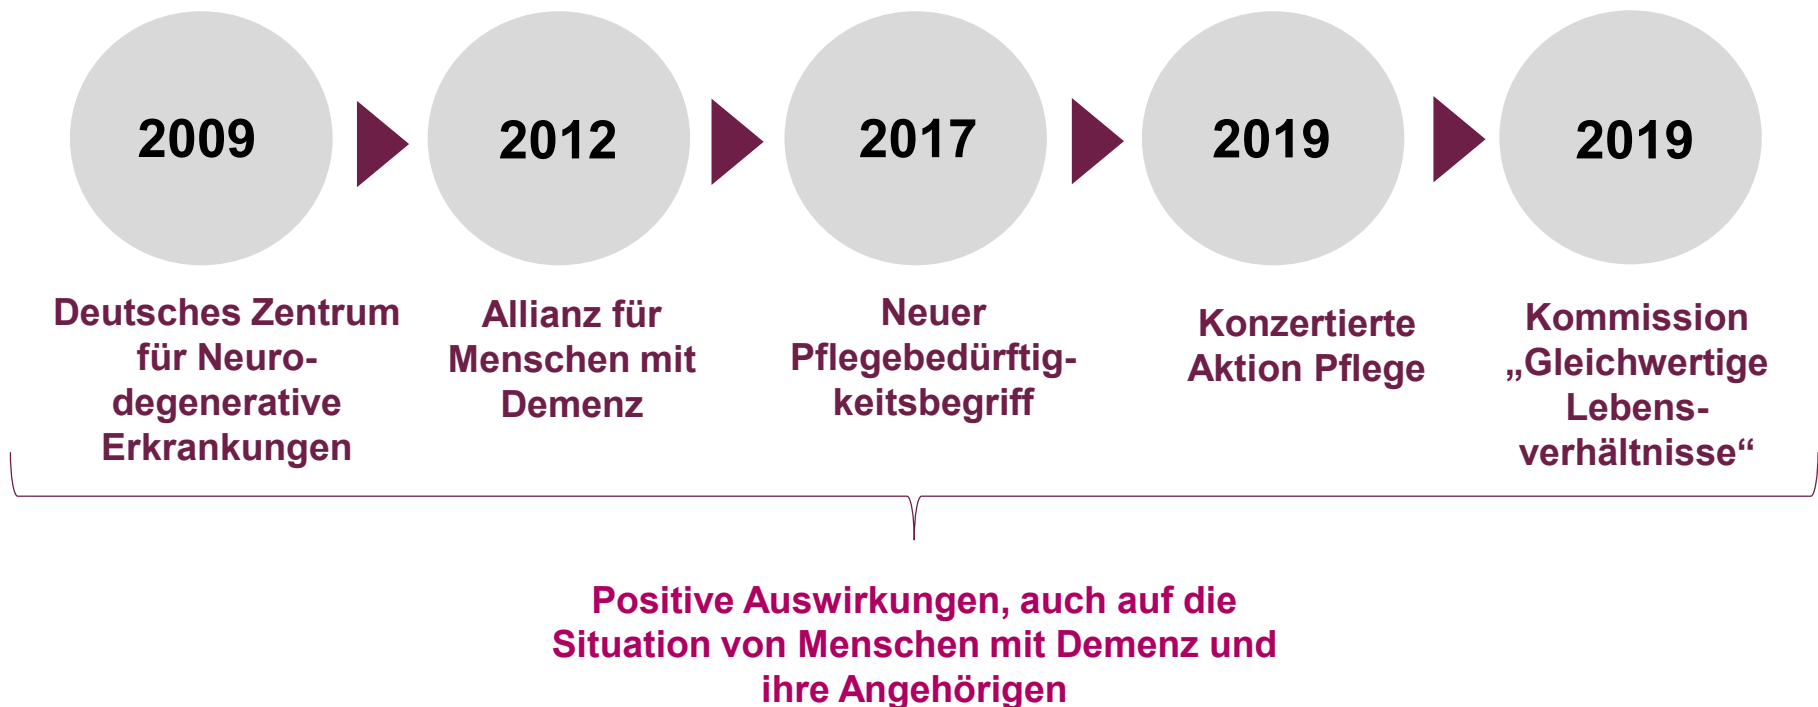 2009
2012
2017
2019
2019
Deutsches Zentrum
für Neuro-
degenerative
Erkrankungen
Allianz für
Menschen mit
Demenz
Neuer
Pflegebedürftig-
keitsbegriff
Konzertierte
Aktion Pflege
Kommission
„Gleichwertige
Lebens-
verhältnisse“
Positive Auswirkungen, auch auf die
Situation von Menschen mit Demenz und
ihre Angehörigen